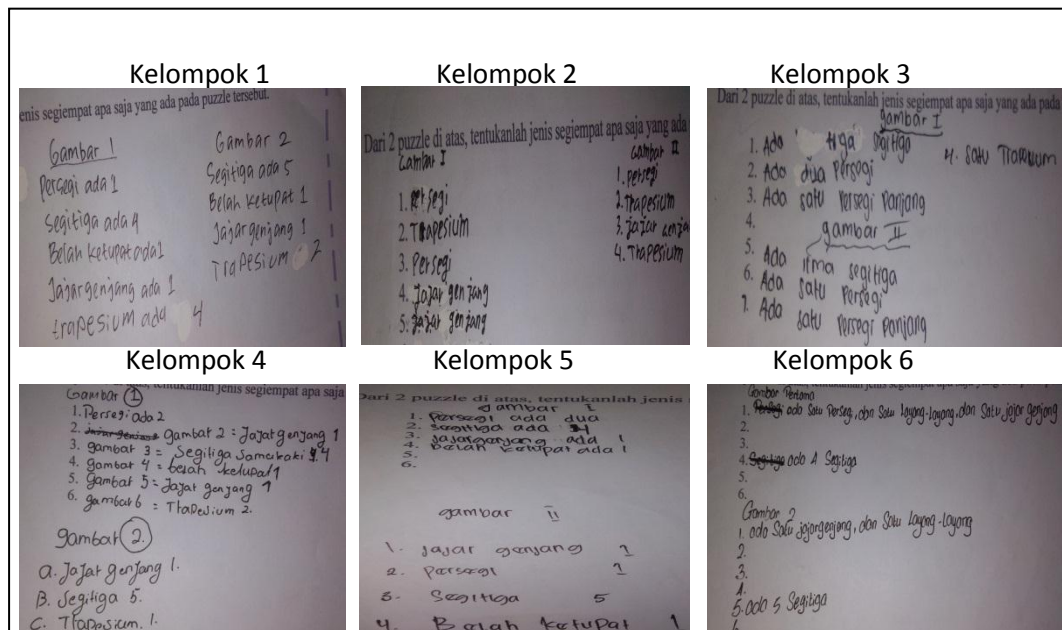 Kelompok 1
enis segiempat apa saja yang ada pada puzzle tersebut.
Gambar 1
Persegi ada 1
Segitiga ada 4
Belah ketupat ada 1
Jajargenjang ada 1
trapesium ada 4
Gambar 2
Segitiga ada 5
Belah ketupat 1
Jajargenjang 1
Trapesium 2
Kelompok 2
Dari 2 puzzle di atas, tentukanlah jenis segiempat apa saja yang ada
Gambar I
1. Persegi
2. Trapesium
3. Persegi
4. Jajar genjang
5. Jajar genjang
Gambar II
1. Persegi
2. Trapesium
3. Jajar genja
4. Trapesium
Kelompok 3
Dari 2 puzzle di atas, tentukanlah jenis segiempat apa saja yang ada pada
gambar I
1. Ada tiga segitiga
2. Ada dua Persegi
3. Ada satu Persegi Panjang
4. satu Trapesium
4.
gambar II
5. Ada lima segitiga
6. Ada satu Persegi
7. Ada satu Persegi Panjang
Kelompok 4
jenis segiempat apa saja
Gambar 1
1. Persegi ada 2
2. gambar 2 = Jajar genjang 1
3. gambar 3 = Segitiga samakaki 4
4. gambar 4 = belah ketupat 1
5. gambar 5 = Jajar genjang 1
6. gambar 6 = Trapesium 2.
gambar 2.
a. Jajar genjang 1.
B. Segitiga 5.
C. Trapesium. 1.
Kelompok 5
Dari 2 puzzle di atas, tentukanlah jenis
gambar I
1. Persegi ada dua
2. Segitiga ada 4
3. Jajargenjang ada 1
4. Belah ketupat ada 1
5.
6.
gambar II
1. Jajar genjang 1
2. Persegi 1
3. Segitiga 5
4. Belah ketupat 1
Kelompok 6
Gambar Pertama
1. ada Satu Persegi, dan Satu layang-layang, dan Satu jajar genjang
2.
3.
4. ada 4 Segitiga
5.
6.
Gambar 2
1. ada Satu jajargenjang, dan Satu layang-layang
2.
3.
4.
5. ada 5 Segitiga